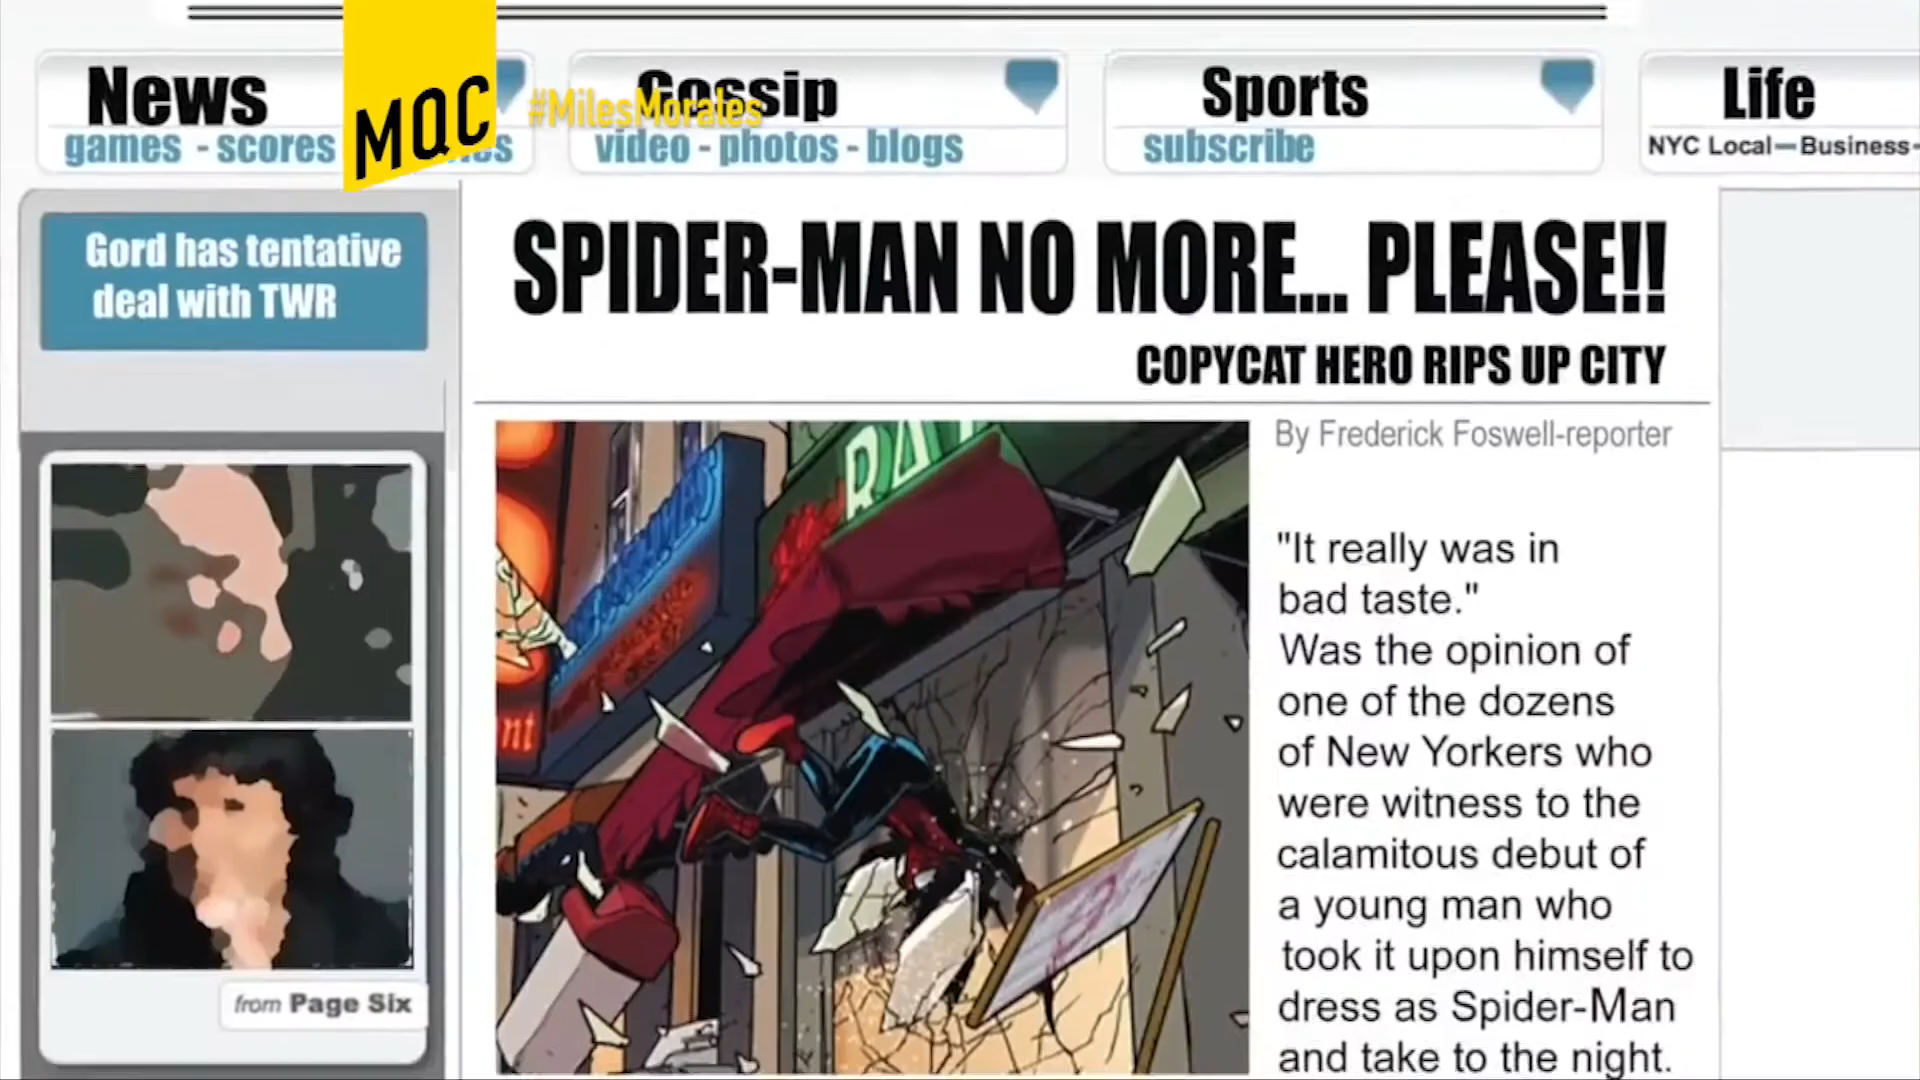 News
games - scores
MQC
#MilesMorales
Gossip
video - photos - blogs
Sports
subscribe
Life
NYC Local—Business-
Gord has tentative
deal with TWR
SPIDER-MAN NO MORE... PLEASE!!
COPYCAT HERO RIPS UP CITY
By Frederick Foswell-reporter
"It really was in
bad taste."
Was the opinion of
one of the dozens
of New Yorkers who
were witness to the
calamitous debut of
a young man who
took it upon himself to
dress as Spider-Man
and take to the night.
from Page Six